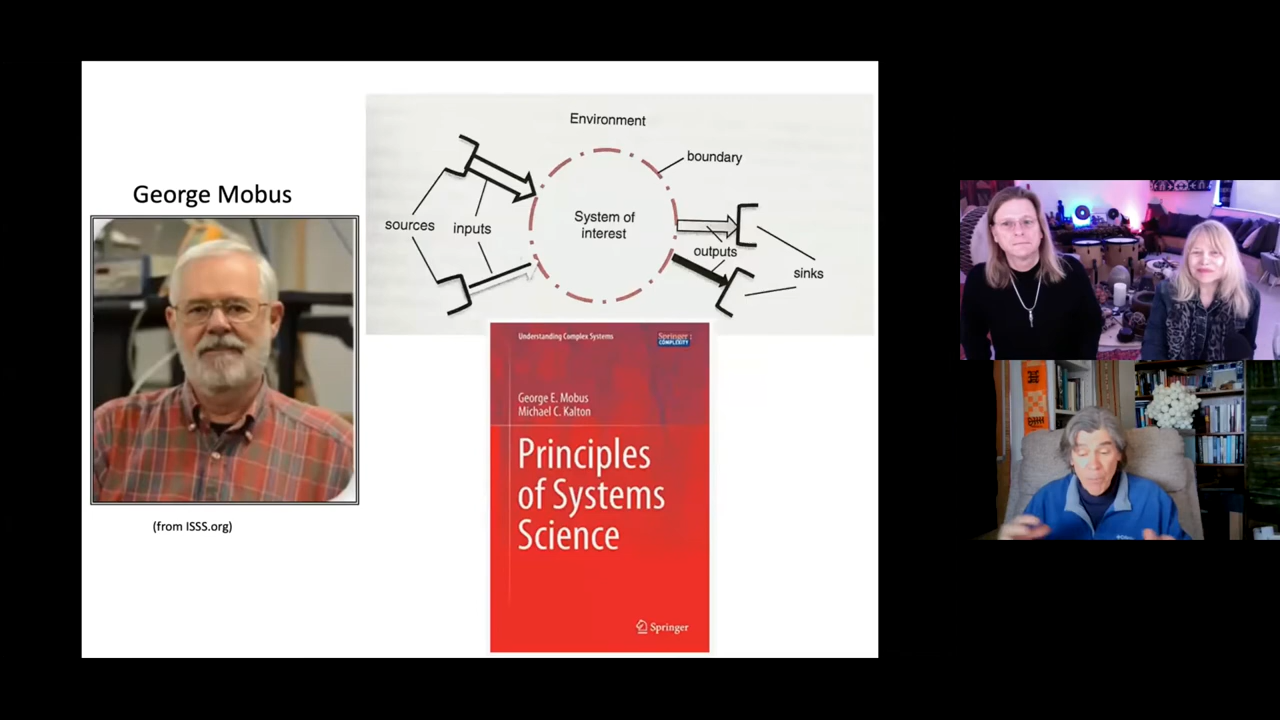 George Mobus
(from ISSS.org)
Environment
boundary
sources
inputs
System of
interest
outputs
sinks
Understanding Complex Systems
Springer
COMPLEXITY
George E. Mobus
Michael C. Kalton
Principles
of Systems
Science
Springer